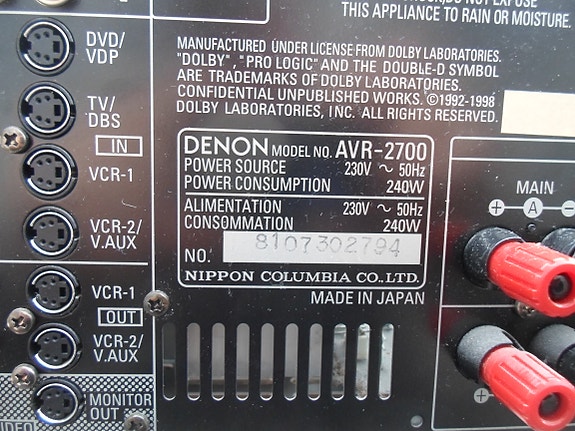 THIS APPLIANCE TO RAIN OR MOISTURE.
MANUFACTURED UNDER LICENSE FROM DOLBY LABORATORIES.
"DOLBY", "PRO LOGIC" AND THE DOUBLE-D SYMBOL
ARE TRADEMARKS OF DOLBY LABORATORIES.
CONFIDENTIAL UNPUBLISHED WORKS. ©1992-1998
DOLBY LABORATORIES, INC. ALL RIGHTS RESERVED.
DENON MODEL NO. AVR-2700
POWER SOURCE 230V ~ 50Hz
POWER CONSUMPTION 240W
ALIMENTATION 230V ~ 50Hz
CONSOMMATION 240W
NO. 8107302794
NIPPON COLUMBIA CO., LTD.
MADE IN JAPAN
DVD/
VDP
TV/
DBS
IN
VCR-1
VCR-2/
V.AUX
VCR-1
OUT
VCR-2/
V.AUX
MONITOR
OUT
MAIN
+ A -
+